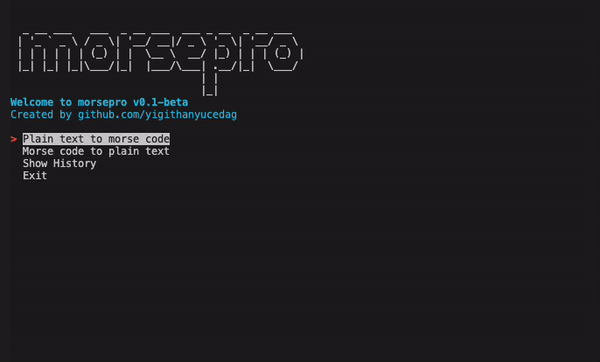 morsepro
Welcome to morsepro v0.1-beta
Created by github.com/yigithanyucedag
> Plain text to morse code
Morse code to plain text
Show History
Exit